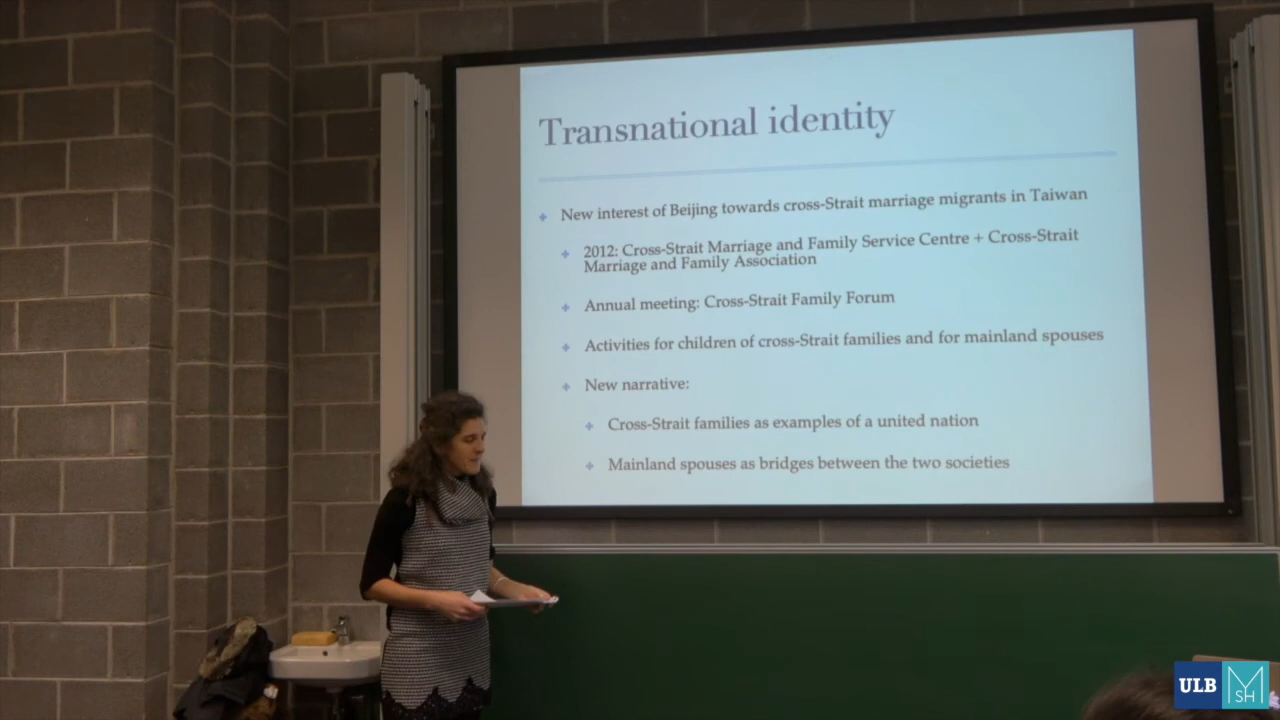 Transnational identity
New interest of Beijing towards cross-Strait marriage migrants in Taiwan
2012: Cross-Strait Marriage and Family Service Centre + Cross-Strait
Marriage and Family Association
Annual meeting: Cross-Strait Family Forum
Activities for children of cross-Strait families and for mainland spouses
New narrative:
Cross-Strait families as examples of a united nation
Mainland spouses as bridges between the two societies
ULB MSH